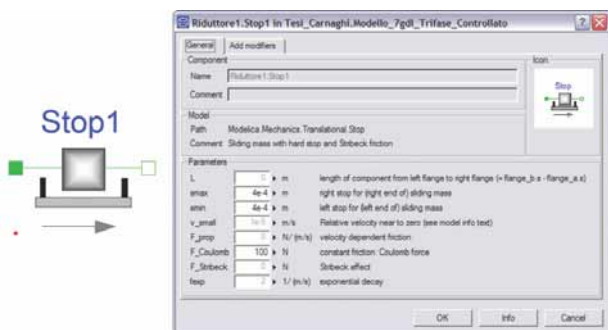 Stop1
Riduttore1.Stop1 in Tesi_Carnaghi.Modello_7gdl_Trifase_Controllato
General Add modifiers
Component
Icon
Name Riduttore1.Stop1
Comment
Stop
Model
Path Modelica.Mechanics.Translational.Stop
Comment Sliding mass with hard stop and Stribeck friction
Parameters
L 0 m length of component from left flange to right flange (= flange_b.s - flange_a.s)
smax 4e-4 m right stop for (right end of) sliding mass
smin 4e-4 m left stop for (left end of) sliding mass
v_small m/s Relative velocity near to zero (see model info text)
F_prop 0 N/ (m/s) velocity dependent friction
F_Coulomb 100 N constant friction: Coulomb force
F_Stribeck 0 N Stribeck effect
fexp 2 1/ (m/s) exponential decay
OK Info Cancel